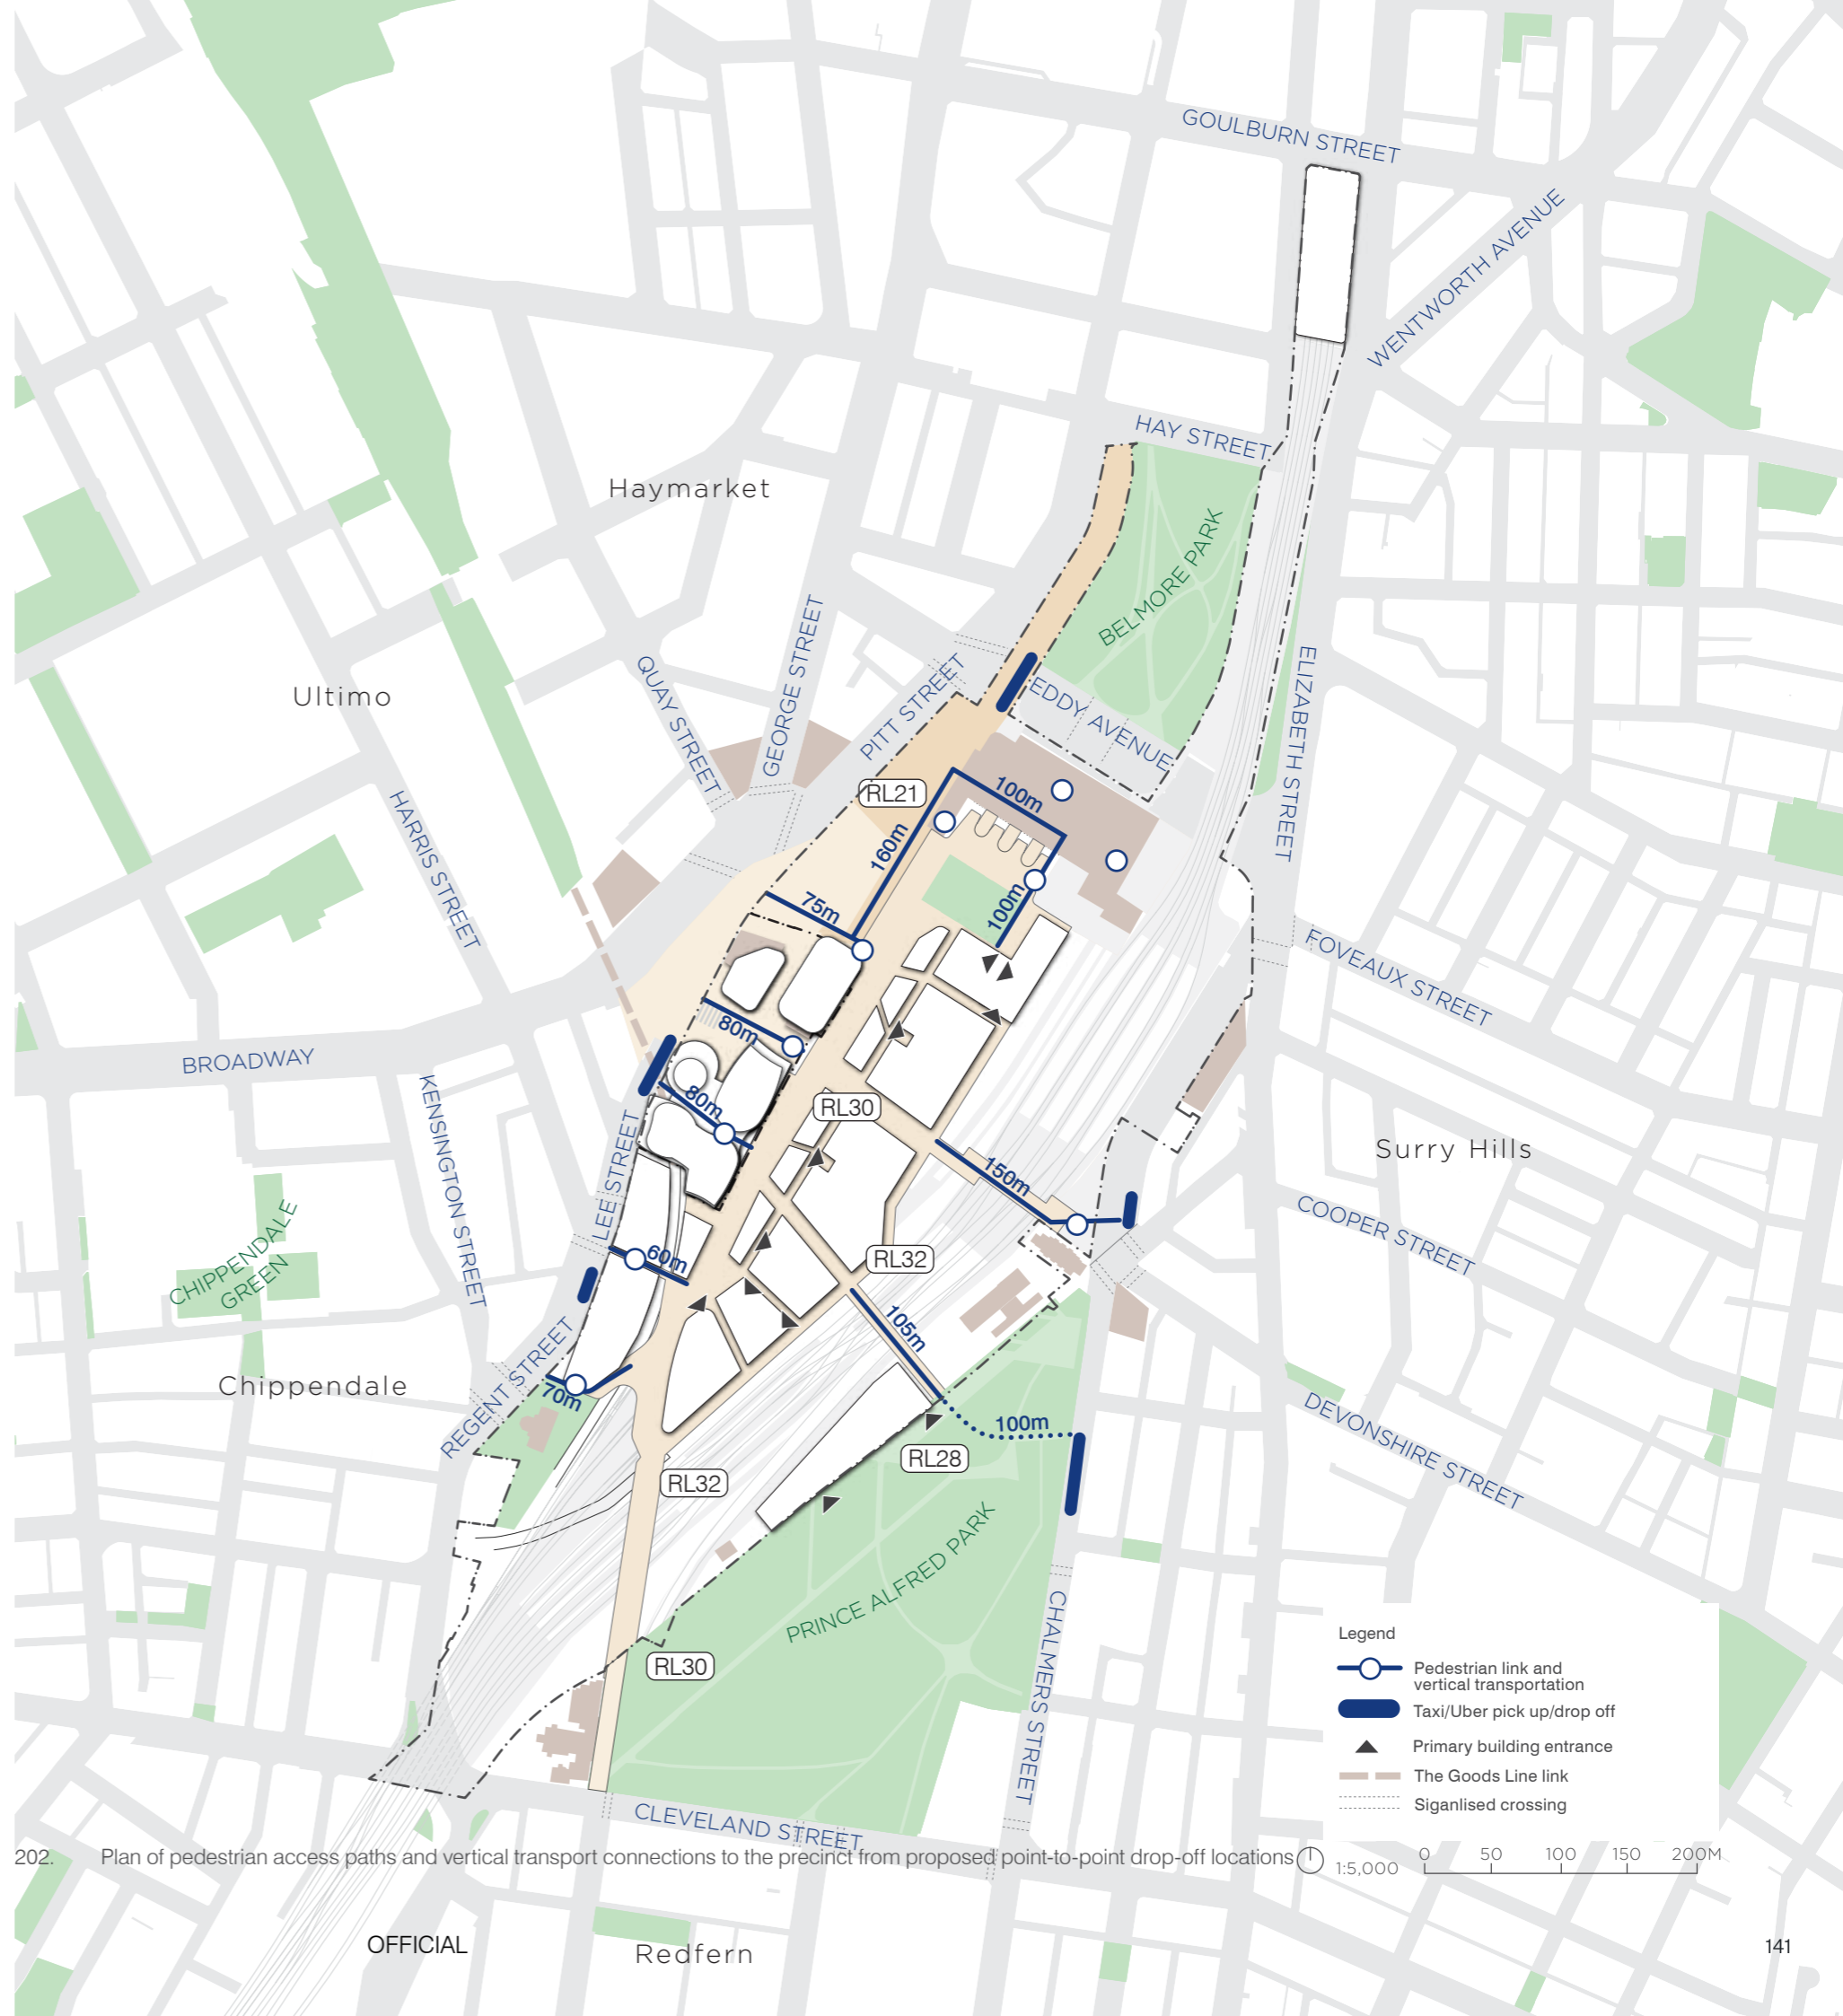 GOULBURN STREET
WENTWORTH AVENUE
HAY STREET
Haymarket
BELMORE PARK
Ultimo
QUAY STREET
GEORGE STREET
PITT STREET
EDDY AVENUE
ELIZABETH STREET
HARRIS STREET
RL21
100m
160m
75m
100m
FOVEAUX STREET
80m
BROADWAY
KENSINGTON STREET
80m
RL30
LEE STREET
150m
Surry Hills
CHIPPENDALE
GREEN
COOPER STREET
60m
RL32
105m
REGENT STREET
Chippendale
70m
100m
DEVONSHIRE STREET
RL28
RL32
PRINCE ALFRED PARK
RL30
CHALMERS STREET
CLEVELAND STREET
Legend
Pedestrian link and
vertical transportation
Taxi/Uber pick up/drop off
Primary building entrance
The Goods Line link
Siganlised crossing
202. Plan of pedestrian access paths and vertical transport connections to the precinct from proposed point-to-point drop-off locations
1:5,000
0 50 100 150 200M
OFFICIAL
Redfern
141